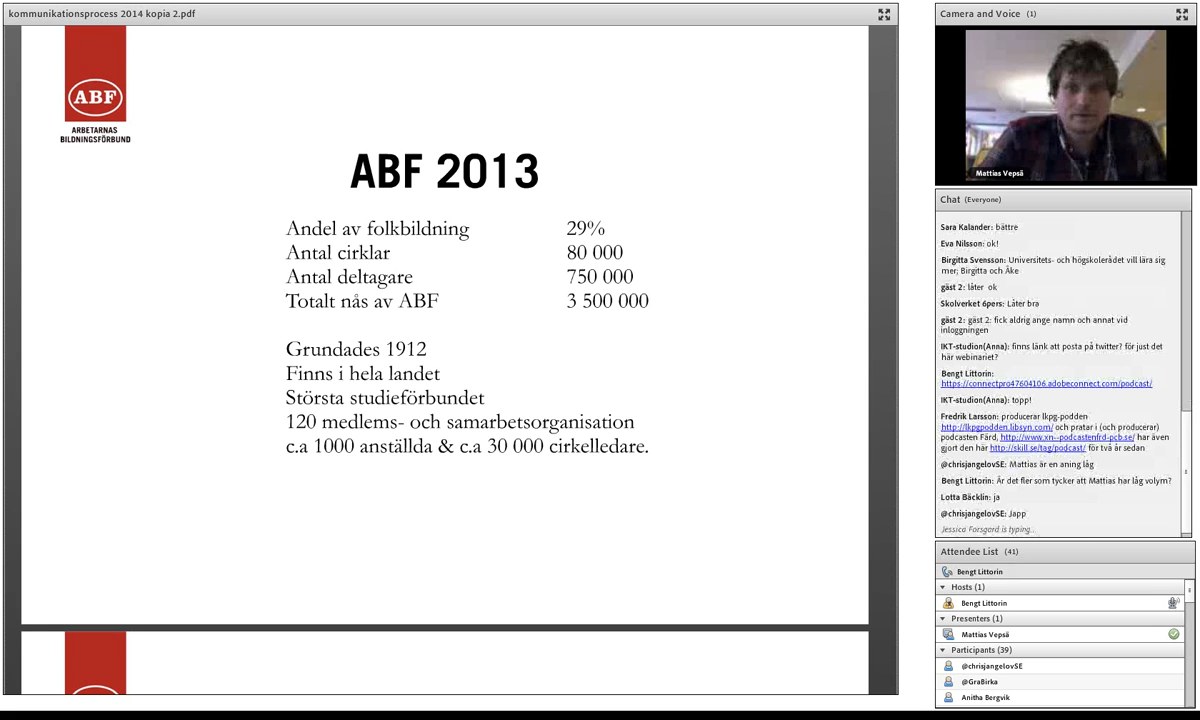 kommunikationsprocess 2014 kopia 2.pdf
ABF
ARBETARNAS
BILDNINGSFÖRBUND
ABF 2013
Andel av folkbildning 29%
Antal cirklar 80 000
Antal deltagare 750 000
Totalt nås av ABF 3 500 000
Grundades 1912
Finns i hela landet
Största studieförbundet
120 medlems- och samarbetsorganisation
c.a 1000 anställda & c.a 30 000 cirkelledare.
Camera and Voice (1)
Mattias Vepsä
Chat (Everyone)
Sara Kalander: bättre
Eva Nilsson: ok!
Birgitta Svensson: Universitets- och högskolerådet vill lära sig
mer; Birgitta och Åke
gäst 2: låter ok
Skolverket 6pers: Låter bra
gäst 2: gäst 2: fick aldrig ange namn och annat vid
inloggningen
IKT-studion(Anna): finns länk att posta på twitter? för just det
här webinariet?
Bengt Littorin:
https://connectpro47604106.adobeconnect.com/podcast/
IKT-studion(Anna): topp!
Fredrik Larsson: producerar lkpg-podden
http://lkpgpodden.libsyn.com/ och pratar i (och producerar)
podcasten Färd, http://www.xn--podcastenfrd-pcb.se/ har även
gjort den här http://skill.se/tag/podcast/ för två år sedan
@chrisjangelovSE: Mattias är en aning låg
Bengt Littorin: Är det fler som tycker att Mattias har låg volym?
Lotta Bäcklin: ja
@chrisjangelovSE: Japp
Jessica Forsgard is typing..
Attendee List (41)
Bengt Littorin
Hosts (1)
Bengt Littorin
Presenters (1)
Mattias Vepsä
Participants (39)
@chrisjangelovSE
@GraBirka
Anitha Bergvik